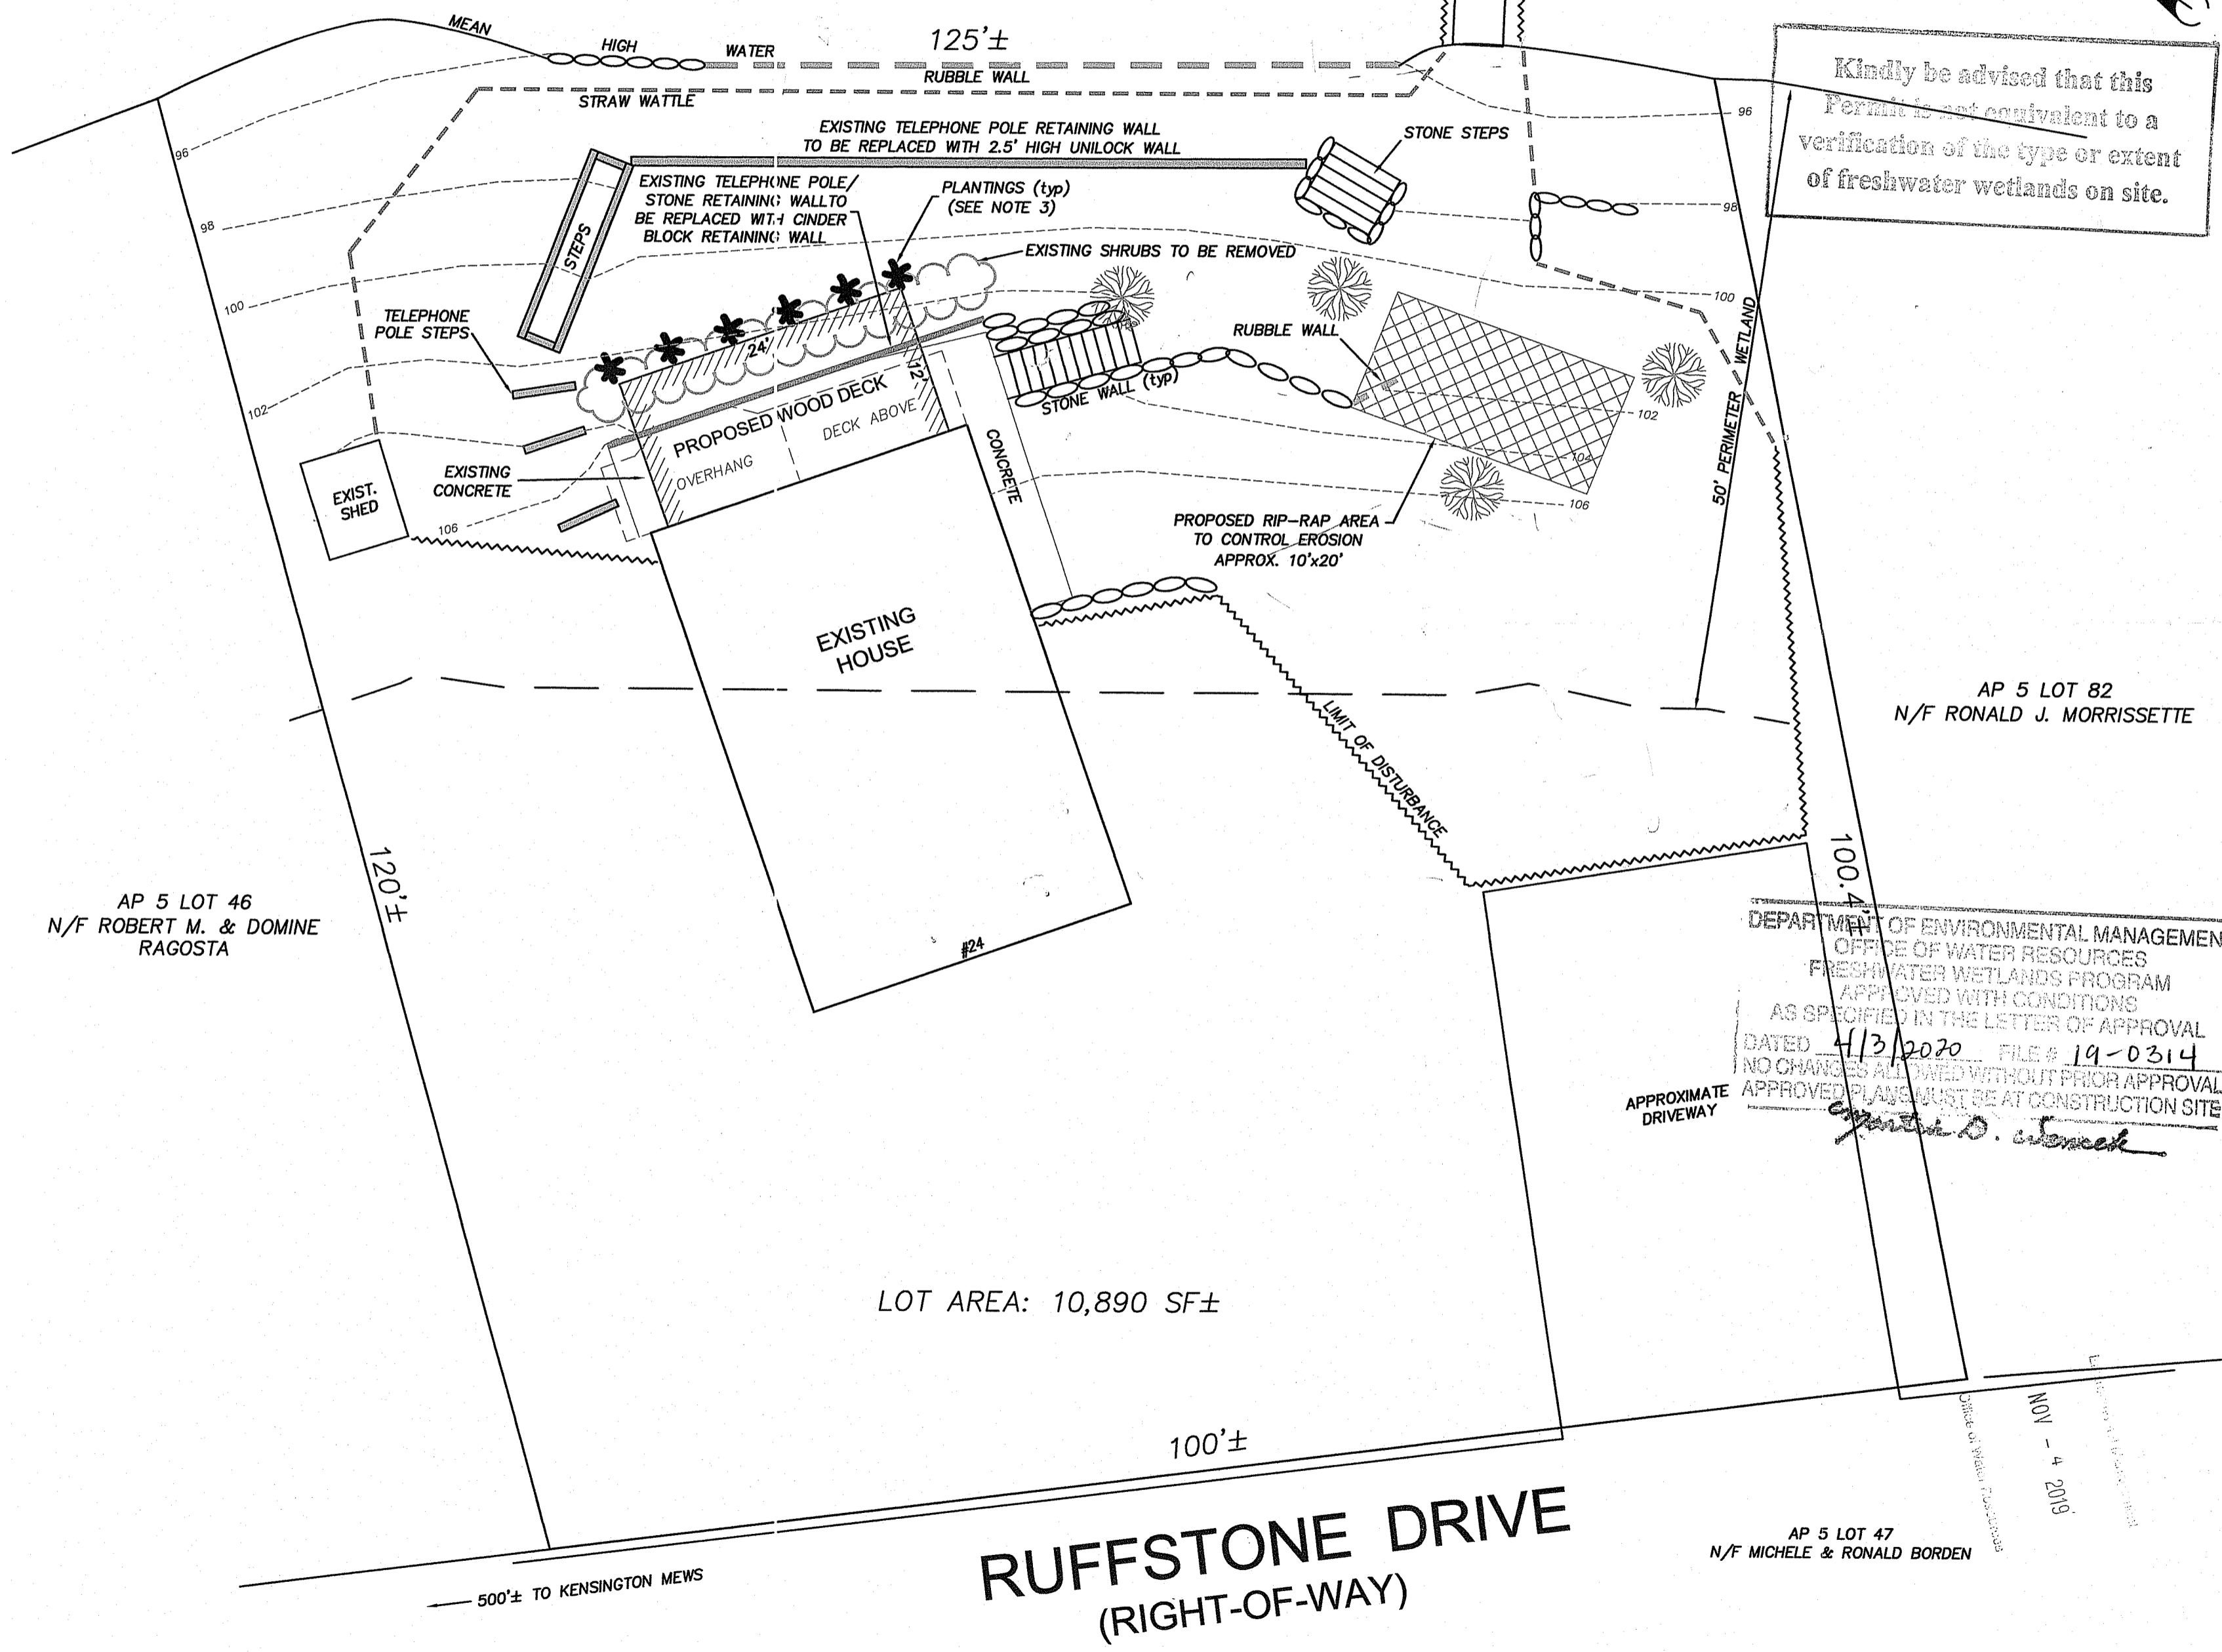 MEAN
HIGH
WATER
125'±
RUBBLE WALL
STRAW WATTLE
Kindly be advised that this
Permit is not equivalent to a
verification of the type or extent
of freshwater wetlands on site.
EXISTING TELEPHONE POLE RETAINING WALL
TO BE REPLACED WITH 2.5' HIGH UNILOCK WALL
STONE STEPS
96
96
EXISTING TELEPHONE POLE/
STONE RETAINING WALL TO
BE REPLACED WITH CINDER
BLOCK RETAINING WALL
PLANTINGS (typ)
(SEE NOTE 3)
98
98
STEPS
EXISTING SHRUBS TO BE REMOVED
100
100
TELEPHONE
POLE STEPS
RUBBLE WALL
24'
12'
102
102
STONE WALL (typ)
PROPOSED WOOD DECK
DECK ABOVE
OVERHANG
CONCRETE
104
50' PERIMETER WETLAND
EXISTING
CONCRETE
EXIST.
SHED
106
106
PROPOSED RIP-RAP AREA
TO CONTROL EROSION
APPROX. 10'x20'
EXISTING
HOUSE
LIMIT OF DISTURBANCE
AP 5 LOT 82
N/F RONALD J. MORRISSETTE
120'±
100.4'±
AP 5 LOT 46
N/F ROBERT M. & DOMINE
RAGOSTA
#24
DEPARTMENT OF ENVIRONMENTAL MANAGEMEN
OFFICE OF WATER RESOURCES
FRESHWATER WETLANDS PROGRAM
APPROVED WITH CONDITIONS
AS SPECIFIED IN THE LETTER OF APPROVAL
DATED 4/3/2020 FILE # 19-0314
NO CHANGES ALLOWED WITHOUT PRIOR APPROVAL
APPROVED PLANS MUST BE AT CONSTRUCTION SITE
APPROXIMATE
DRIVEWAY
LOT AREA: 10,890 SF±
100'±
NOV - 4 2019
Office of Water Resources
RUFFSTONE DRIVE
(RIGHT-OF-WAY)
500'± TO KENSINGTON MEWS
AP 5 LOT 47
N/F MICHELE & RONALD BORDEN